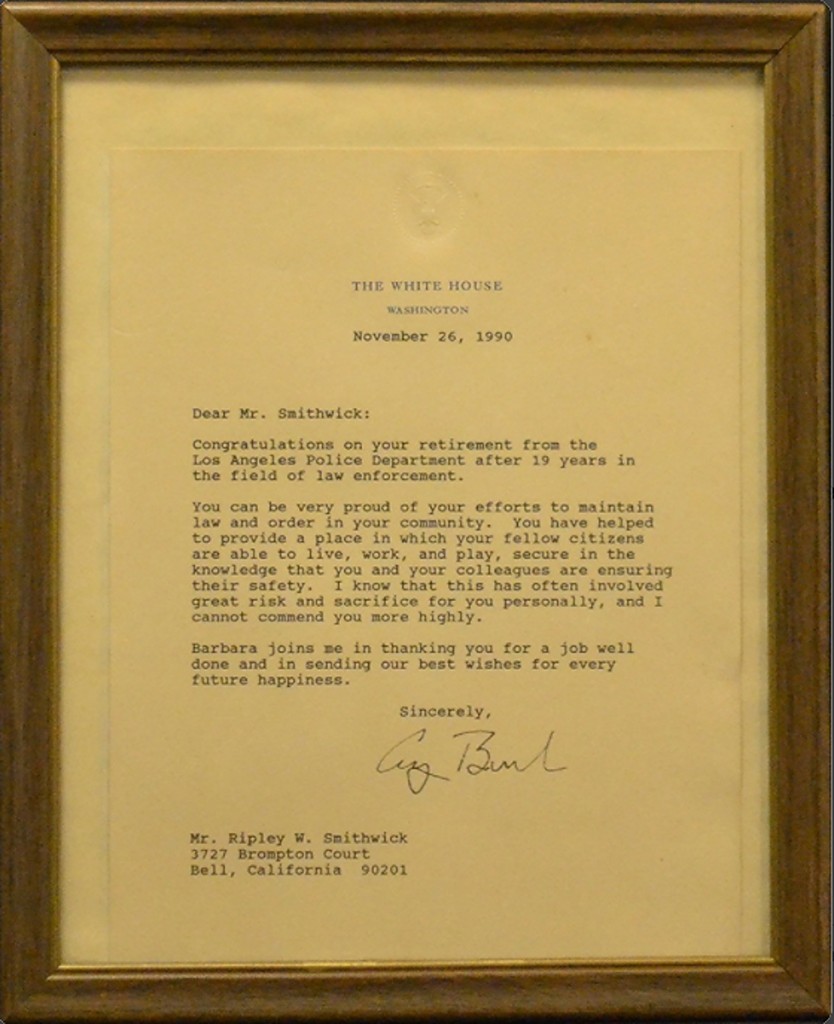 THE WHITE HOUSE
WASHINGTON
November 26, 1990
Dear Mr. Smithwick:
Congratulations on your retirement from the
Los Angeles Police Department after 19 years in
the field of law enforcement.
You can be very proud of your efforts to maintain
law and order in your community.  You have helped
to provide a place in which your fellow citizens
are able to live, work, and play, secure in the
knowledge that you and your colleagues are ensuring
their safety.  I know that this has often involved
great risk and sacrifice for you personally, and I
cannot commend you more highly.
Barbara joins me in thanking you for a job well
done and in sending our best wishes for every
future happiness.
Sincerely,
Mr. Ripley W. Smithwick
3727 Brompton Court
Bell, California  90201